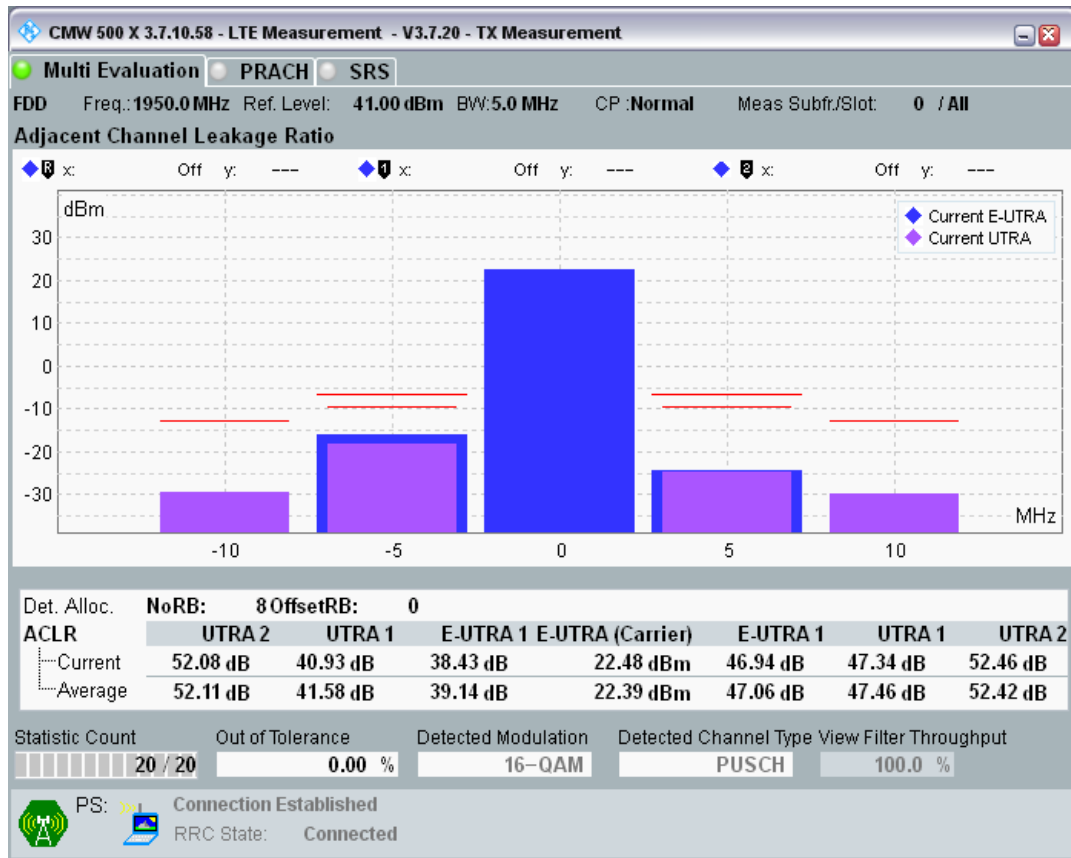 CMW 500 X 3.7.10.58 - LTE Measurement - V3.7.20 - TX Measurement
Multi Evaluation PRACH SRS
FDD Freq.:1950.0 MHz Ref. Level: 41.00 dBm BW:5.0 MHz CP :Normal Meas Subfr./Slot: 0 / All
Adjacent Channel Leakage Ratio
R x: Off y: --- 1 x: Off y: --- 2 x: Off y: ---
dBm
Current E-UTRA
Current UTRA
30
20
10
0
-10
-20
-30
MHz
-10 -5 0 5 10
Det. Alloc. NoRB: 8 OffsetRB: 0
ACLR UTRA 2 UTRA 1 E-UTRA 1 E-UTRA (Carrier) E-UTRA 1 UTRA 1 UTRA 2
Current 52.08 dB 40.93 dB 38.43 dB 22.48 dBm 46.94 dB 47.34 dB 52.46 dB
Average 52.11 dB 41.58 dB 39.14 dB 22.39 dBm 47.06 dB 47.46 dB 52.42 dB
Statistic Count Out of Tolerance Detected Modulation Detected Channel Type View Filter Throughput
20 / 20 0.00 % 16-QAM PUSCH 100.0 %
PS: Connection Established
RRC State: Connected